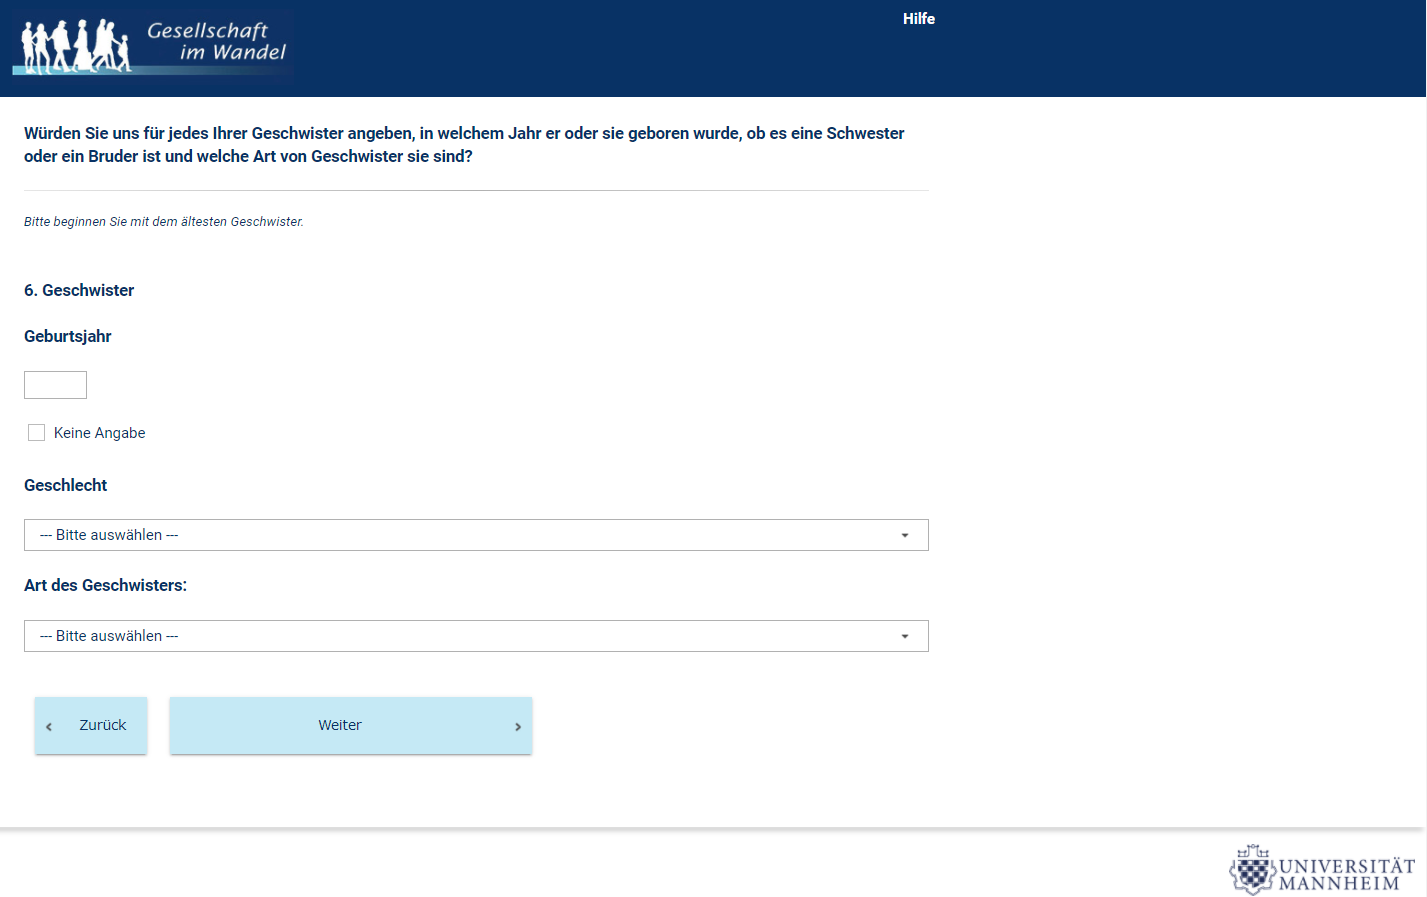 Gesellschaft
im Wandel
Hilfe
Würden Sie uns für jedes Ihrer Geschwister angeben, in welchem Jahr er oder sie geboren wurde, ob es eine Schwester
oder ein Bruder ist und welche Art von Geschwister sie sind?
Bitte beginnen Sie mit dem ältesten Geschwister.
6. Geschwister
Geburtsjahr
Keine Angabe
Geschlecht
--- Bitte auswählen ---
Art des Geschwisters:
--- Bitte auswählen ---
Zurück
Weiter
UNIVERSITÄT
MANNHEIM